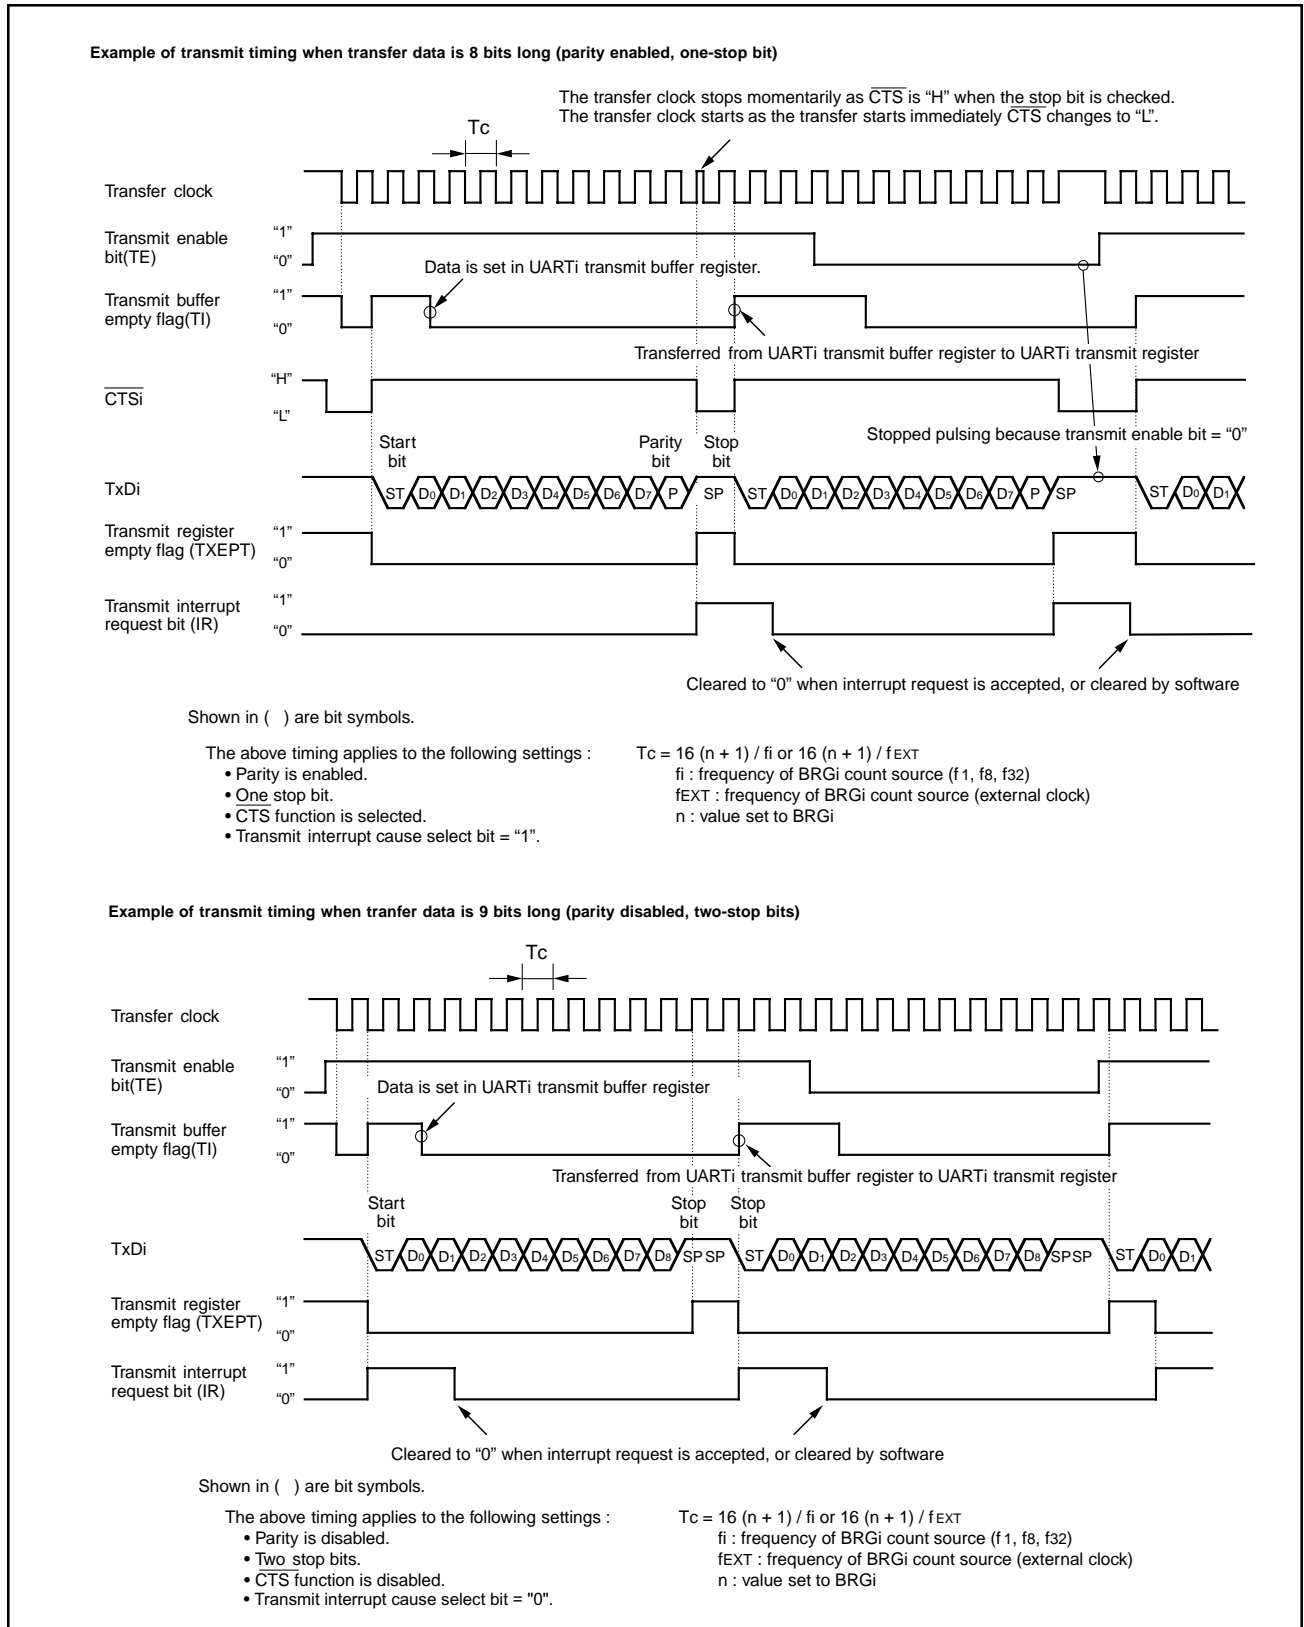 Example of transmit timing when transfer data is 8 bits long (parity enabled, one-stop bit)
The transfer clock stops momentarily as CTS is “H” when the stop bit is checked.
The transfer clock starts as the transfer starts immediately CTS changes to “L”.
Tc
Transfer clock
Transmit enable
bit(TE)
“1”
“0”
Data is set in UARTi transmit buffer register.
Transmit buffer
empty flag(TI)
“1”
“0”
Transferred from UARTi transmit buffer register to UARTi transmit register
CTSi
“H”
“L”
Start
bit
Parity
bit
Stop
bit
Stopped pulsing because transmit enable bit = “0”
TxDi
ST D0 D1 D2 D3 D4 D5 D6 D7 P SP ST D0 D1 D2 D3 D4 D5 D6 D7 P SP ST D0 D1
Transmit register
empty flag (TXEPT)
“1”
“0”
Transmit interrupt
request bit (IR)
“1”
“0”
Cleared to “0” when interrupt request is accepted, or cleared by software
Shown in ( ) are bit symbols.
The above timing applies to the following settings :
• Parity is enabled.
• One stop bit.
• CTS function is selected.
• Transmit interrupt cause select bit = “1”.
Tc = 16 (n + 1) / fi or 16 (n + 1) / fEXT
fi : frequency of BRGi count source (f1, f8, f32)
fEXT : frequency of BRGi count source (external clock)
n : value set to BRGi
Example of transmit timing when tranfer data is 9 bits long (parity disabled, two-stop bits)
Tc
Transfer clock
Transmit enable
bit(TE)
“1”
“0”
Data is set in UARTi transmit buffer register
Transmit buffer
empty flag(TI)
“1”
“0”
Transferred from UARTi transmit buffer register to UARTi transmit register
Start
bit
Stop
bit
Stop
bit
TxDi
ST D0 D1 D2 D3 D4 D5 D6 D7 D8 SP SP ST D0 D1 D2 D3 D4 D5 D6 D7 D8 SPSP ST D0 D1
Transmit register
empty flag (TXEPT)
“1”
“0”
Transmit interrupt
request bit (IR)
“1”
“0”
Cleared to “0” when interrupt request is accepted, or cleared by software
Shown in ( ) are bit symbols.
The above timing applies to the following settings :
• Parity is disabled.
• Two stop bits.
• CTS function is disabled.
• Transmit interrupt cause select bit = "0".
Tc = 16 (n + 1) / fi or 16 (n + 1) / fEXT
fi : frequency of BRGi count source (f1, f8, f32)
fEXT : frequency of BRGi count source (external clock)
n : value set to BRGi